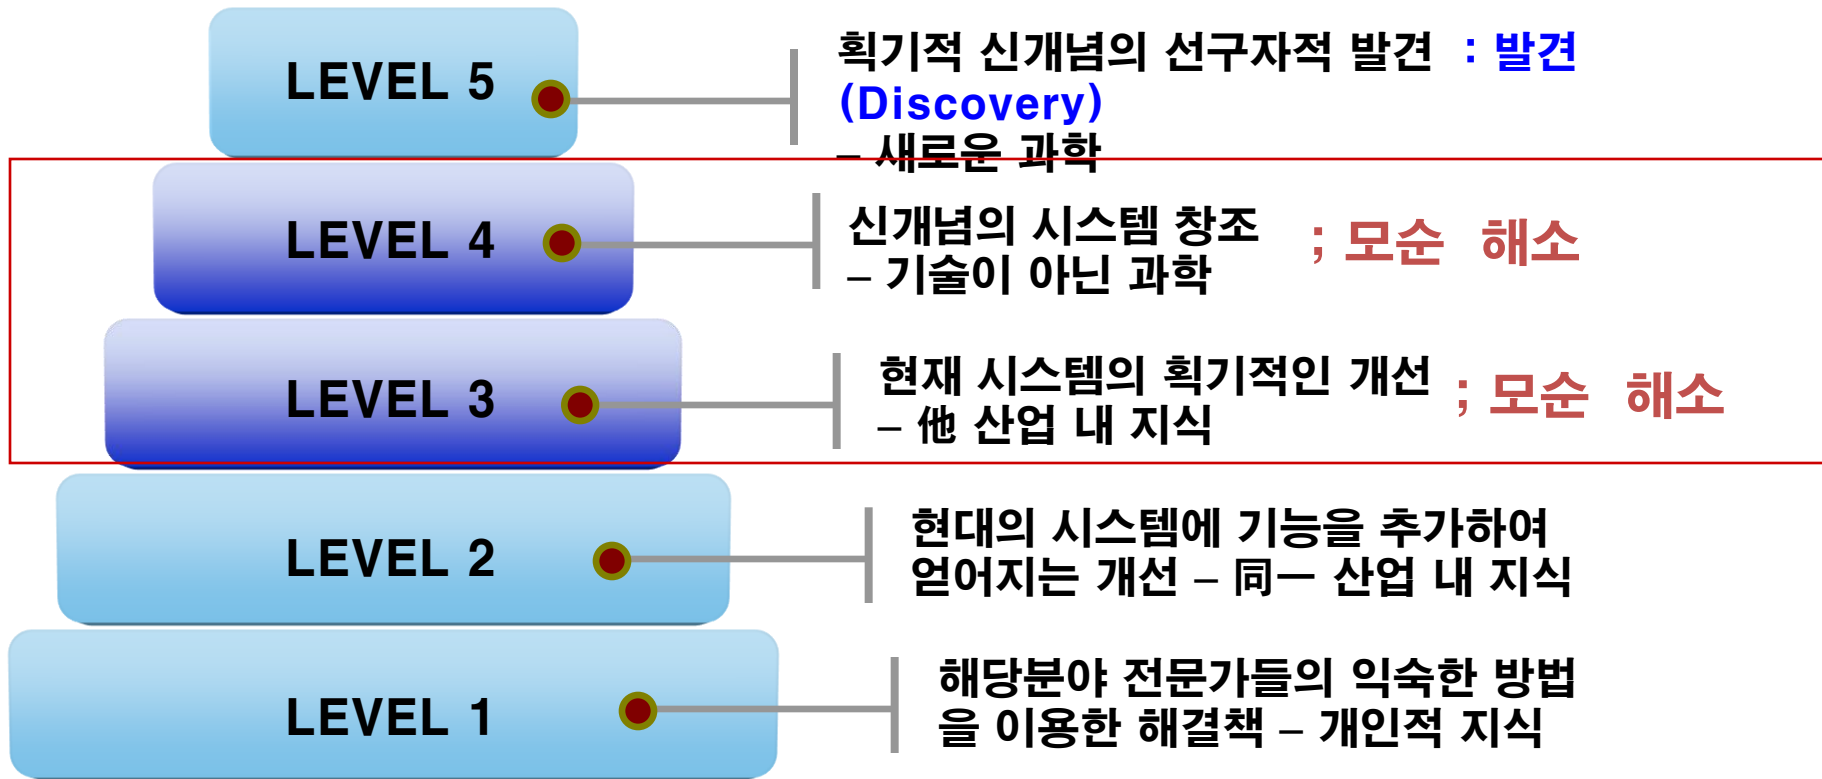 LEVEL 5
획기적 신개념의 선구자적 발견 : 발견
(Discovery)
– 새로운 과학
LEVEL 4
신개념의 시스템 창조 ; 모순 해소
– 기술이 아닌 과학
LEVEL 3
현재 시스템의 획기적인 개선 ; 모순 해소
– 他 산업 내 지식
LEVEL 2
현대의 시스템에 기능을 추가하여
얻어지는 개선 – 同一 산업 내 지식
LEVEL 1
해당분야 전문가들의 익숙한 방법
을 이용한 해결책 – 개인적 지식